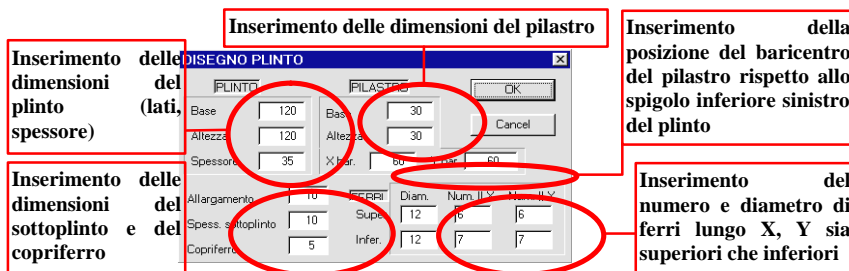 Inserimento delle dimensioni del pilastro
Inserimento delle
dimensioni del
plinto (lati,
spessore)
Inserimento delle
dimensioni del
sottoplinto e del
copriferro
DISEGNO PLINTO
PLINTO
PILASTRO
OK
Cancel
Base 120
Altezza 120
Spessore 35
Base 30
Altezza 30
X bar. 60
bar. 60
Allargamento 10
Spess. sottoplinto 10
Copriferro 5
FERRI Diam. Num. // X Num. // Y
Super. 12 6 6
Infer. 12 7 7
Inserimento della
posizione del baricentro
del pilastro rispetto allo
spigolo inferiore sinistro
del plinto
Inserimento del
numero e diametro di
ferri lungo X, Y sia
superiori che inferiori